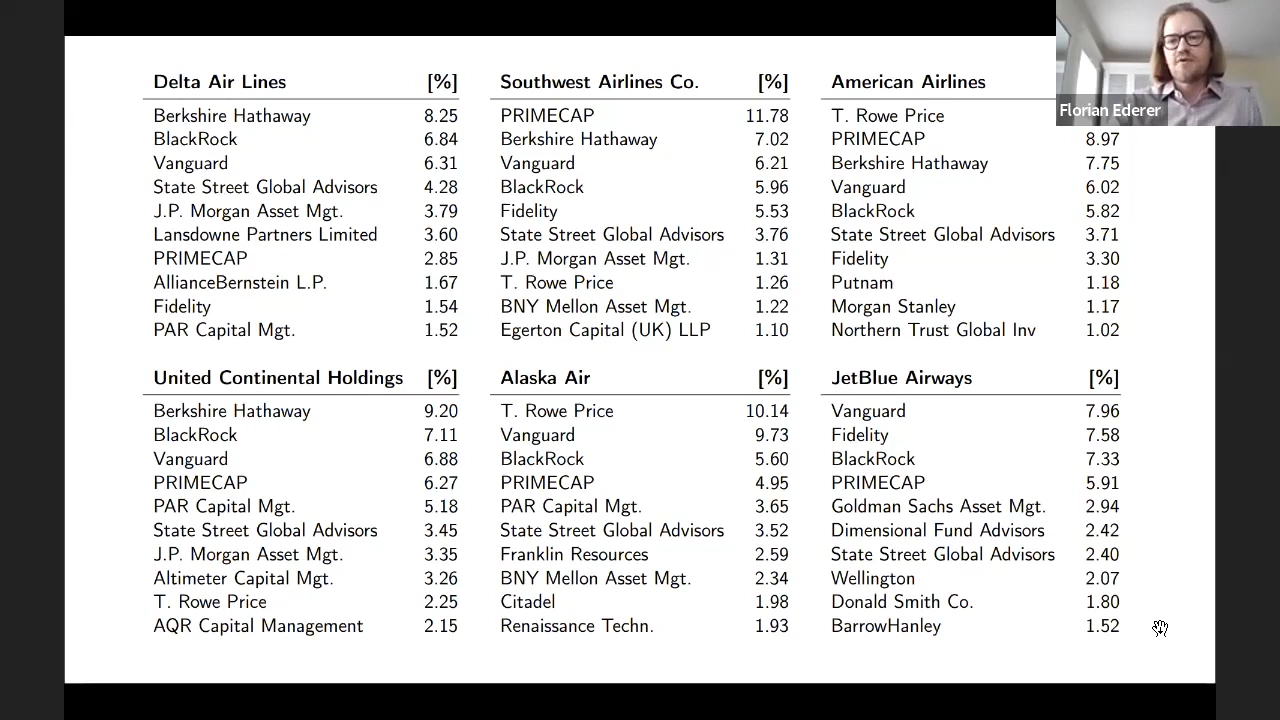 Delta Air Lines [%]
Berkshire Hathaway 8.25
BlackRock 6.84
Vanguard 6.31
State Street Global Advisors 4.28
J.P. Morgan Asset Mgt. 3.79
Lansdowne Partners Limited 3.60
PRIMECAP 2.85
AllianceBernstein L.P. 1.67
Fidelity 1.54
PAR Capital Mgt. 1.52
Southwest Airlines Co. [%]
PRIMECAP 11.78
Berkshire Hathaway 7.02
Vanguard 6.21
BlackRock 5.96
Fidelity 5.53
State Street Global Advisors 3.76
J.P. Morgan Asset Mgt. 1.31
T. Rowe Price 1.26
BNY Mellon Asset Mgt. 1.22
Egerton Capital (UK) LLP 1.10
American Airlines
T. Rowe Price
PRIMECAP 8.97
Berkshire Hathaway 7.75
Vanguard 6.02
BlackRock 5.82
State Street Global Advisors 3.71
Fidelity 3.30
Putnam 1.18
Morgan Stanley 1.17
Northern Trust Global Inv 1.02
Florian Ederer
United Continental Holdings [%]
Berkshire Hathaway 9.20
BlackRock 7.11
Vanguard 6.88
PRIMECAP 6.27
PAR Capital Mgt. 5.18
State Street Global Advisors 3.45
J.P. Morgan Asset Mgt. 3.35
Altimeter Capital Mgt. 3.26
T. Rowe Price 2.25
AQR Capital Management 2.15
Alaska Air [%]
T. Rowe Price 10.14
Vanguard 9.73
BlackRock 5.60
PRIMECAP 4.95
PAR Capital Mgt. 3.65
State Street Global Advisors 3.52
Franklin Resources 2.59
BNY Mellon Asset Mgt. 2.34
Citadel 1.98
Renaissance Techn. 1.93
JetBlue Airways [%]
Vanguard 7.96
Fidelity 7.58
BlackRock 7.33
PRIMECAP 5.91
Goldman Sachs Asset Mgt. 2.94
Dimensional Fund Advisors 2.42
State Street Global Advisors 2.40
Wellington 2.07
Donald Smith Co. 1.80
BarrowHanley 1.52